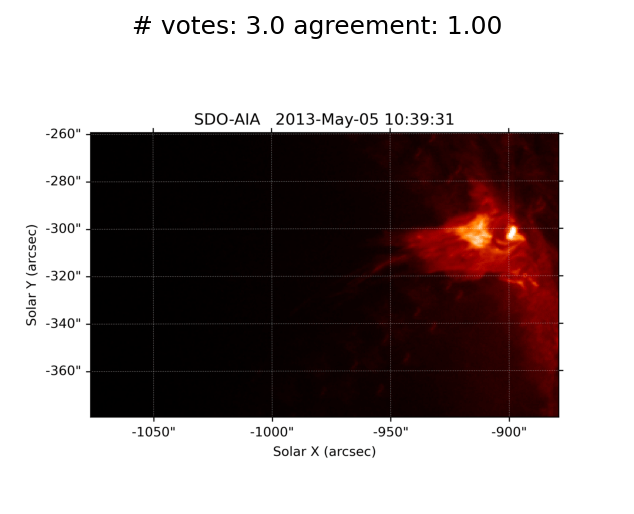 # votes: 3.0 agreement: 1.00
SDO-AIA 2013-May-05 10:39:31
-260"
-280"
-300"
-320"
-340"
-360"
Solar Y (arcsec)
-1050" -1000" -950" -900"
Solar X (arcsec)